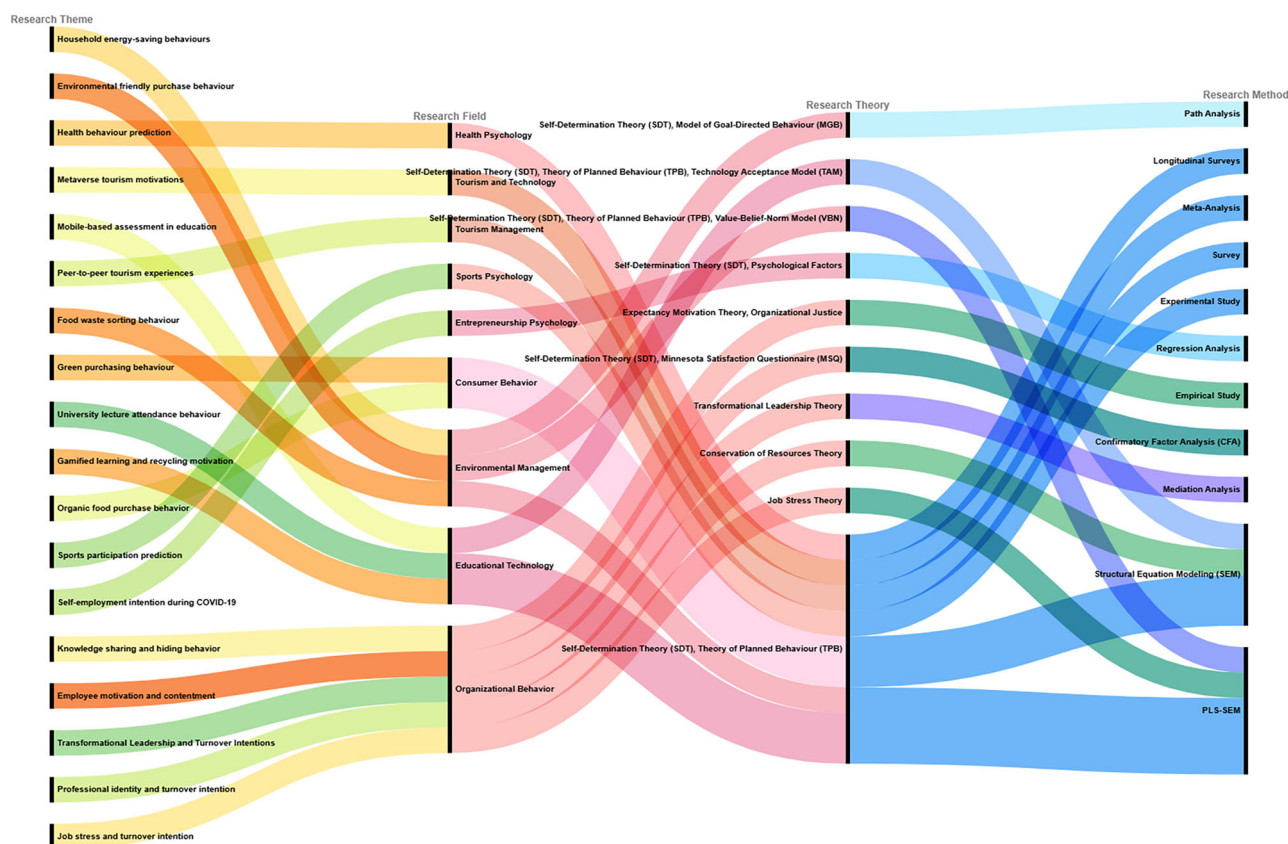 Research Theme
Household energy-saving behaviours
Environmental friendly purchase behaviour
Health behaviour prediction
Metaverse tourism motivations
Mobile-based assessment in education
Peer-to-peer tourism experiences
Food waste sorting behaviour
Green purchasing behaviour
University lecture attendance behaviour
Gamified learning and recycling motivation
Organic food purchase behavior
Sports participation prediction
Self-employment intention during COVID-19
Knowledge sharing and hiding behavior
Employee motivation and contentment
Transformational Leadership and Turnover Intentions
Professional identity and turnover intention
Job stress and turnover intention
Research Field
Health Psychology
Tourism and Technology
Tourism Management
Sports Psychology
Entrepreneurship Psychology
Consumer Behavior
Environmental Management
Educational Technology
Organizational Behavior
Research Theory
Self-Determination Theory (SDT), Model of Goal-Directed Behaviour (MGB)
Self-Determination Theory (SDT), Theory of Planned Behaviour (TPB), Technology Acceptance Model (TAM)
Self-Determination Theory (SDT), Theory of Planned Behaviour (TPB), Value-Belief-Norm Model (VBN)
Self-Determination Theory (SDT), Psychological Factors
Expectancy Motivation Theory, Organizational Justice
Self-Determination Theory (SDT), Minnesota Satisfaction Questionnaire (MSQ)
Transformational Leadership Theory
Conservation of Resources Theory
Job Stress Theory
Self-Determination Theory (SDT), Theory of Planned Behaviour (TPB)
Research Method
Path Analysis
Longitudinal Surveys
Meta-Analysis
Survey
Experimental Study
Regression Analysis
Empirical Study
Confirmatory Factor Analysis (CFA)
Mediation Analysis
Structural Equation Modeling (SEM)
PLS-SEM